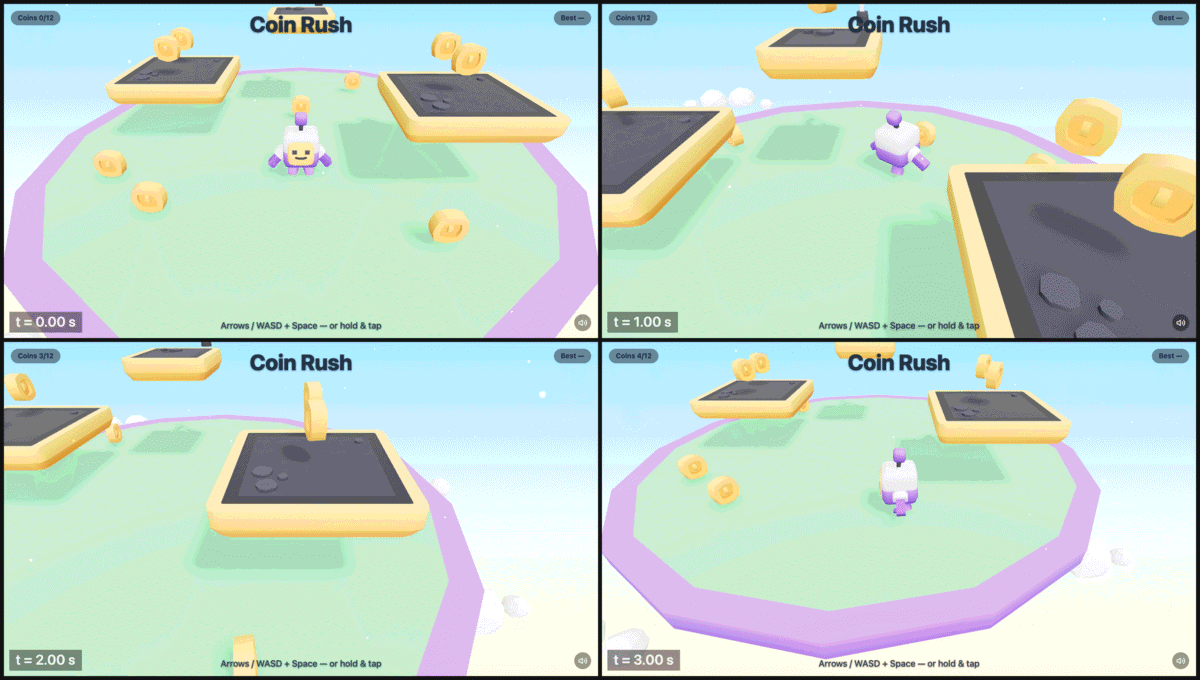 Coins 0/12
Coin Rush
Best —
t = 0.00 s
Arrows / WASD + Space — or hold & tap
Coins 1/12
Coin Rush
Best —
t = 1.00 s
Arrows / WASD + Space — or hold & tap
Coins 3/12
Coin Rush
Best —
t = 2.00 s
Arrows / WASD + Space — or hold & tap
Coins 4/12
Coin Rush
Best —
t = 3.00 s
Arrows / WASD + Space — or hold & tap